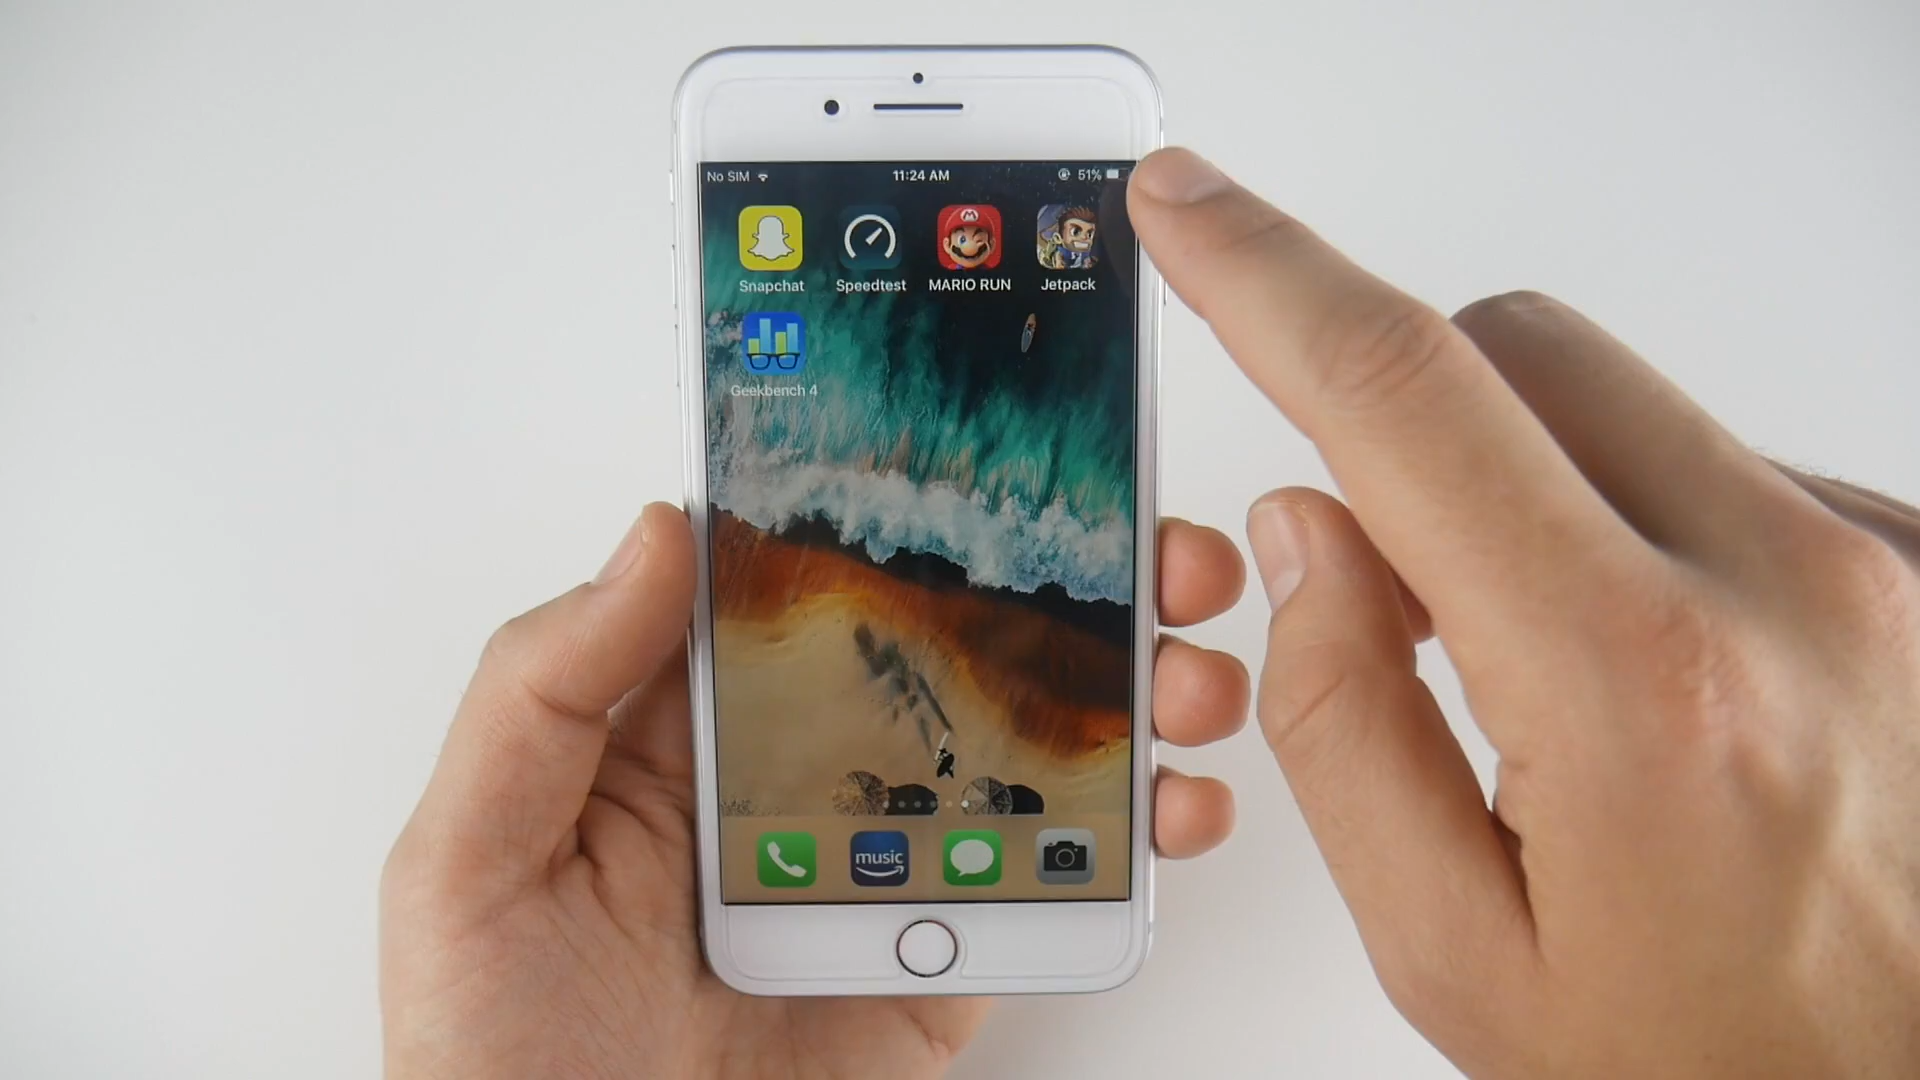 No SIM 11:24 AM 51%
Snapchat Speedtest MARIO RUN Jetpack
Geekbench 4
music